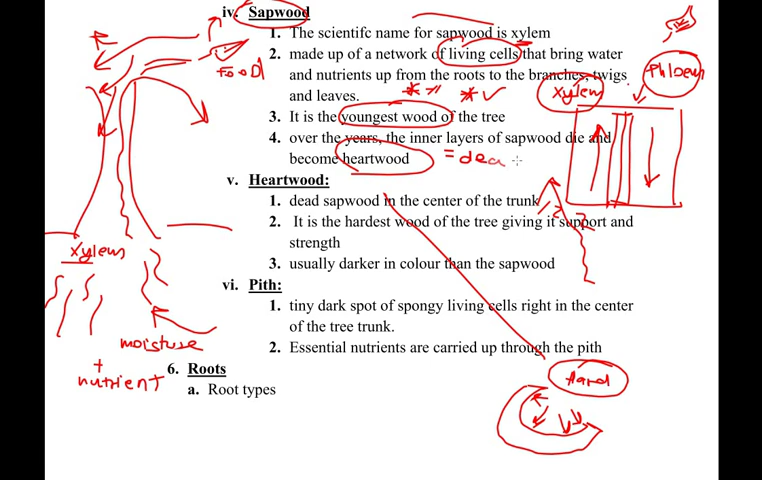 iv. Sapwood
1. The scientifc name for sapwood is xylem
2. made up of a network of living cells that bring water
and nutrients up from the roots to the branches, twigs
and leaves.
3. It is the youngest wood of the tree
4. over the years, the inner layers of sapwood die and
become heartwood
= dea
v. Heartwood:
1. dead sapwood in the center of the trunk
2. It is the hardest wood of the tree giving it support and
strength
3. usually darker in colour than the sapwood
vi. Pith:
1. tiny dark spot of spongy living cells right in the center
of the tree trunk.
2. Essential nutrients are carried up through the pith
6. Roots
a. Root types
Food
Xylem
Phloem
xylem
moisture
+
nutrient
Hard